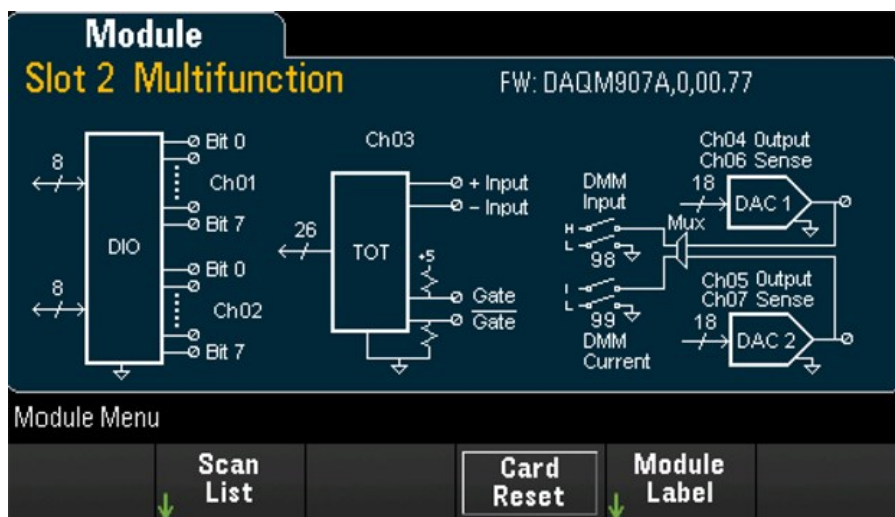 Module
Slot 2 Multifunction
FW: DAQM907A,0,00.77
8
DIO
8
Bit 0
Ch01
Bit 7
Bit 0
Ch02
Bit 7
Ch03
26
TOT
+ Input
– Input
+5
Gate
Gate
DMM
Input
H
L
98
I
L
99
DMM
Current
Mux
Ch04 Output
Ch06 Sense
18
DAC 1
Ch05 Output
Ch07 Sense
18
DAC 2
Module Menu
Scan
List
Card
Reset
Module
Label